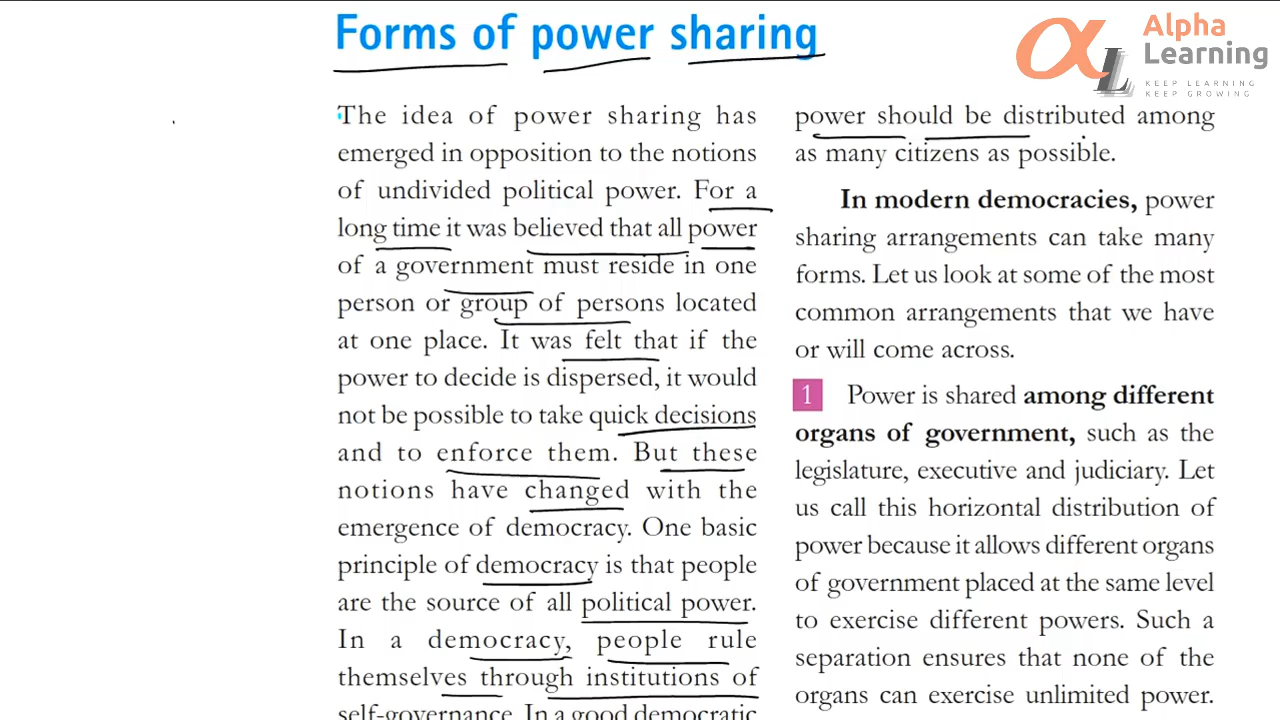 Forms of power sharing
Alpha
Learning
KEEP LEARNING
KEEP GROWING
The idea of power sharing has
emerged in opposition to the notions
of undivided political power. For a
long time it was believed that all power
of a government must reside in one
person or group of persons located
at one place. It was felt that if the
power to decide is dispersed, it would
not be possible to take quick decisions
and to enforce them. But these
notions have changed with the
emergence of democracy. One basic
principle of democracy is that people
are the source of all political power.
In a democracy, people rule
themselves through institutions of
self-governance. In a good democratic
power should be distributed among
as many citizens as possible.
In modern democracies, power
sharing arrangements can take many
forms. Let us look at some of the most
common arrangements that we have
or will come across.
1 Power is shared among different
organs of government, such as the
legislature, executive and judiciary. Let
us call this horizontal distribution of
power because it allows different organs
of government placed at the same level
to exercise different powers. Such a
separation ensures that none of the
organs can exercise unlimited power.